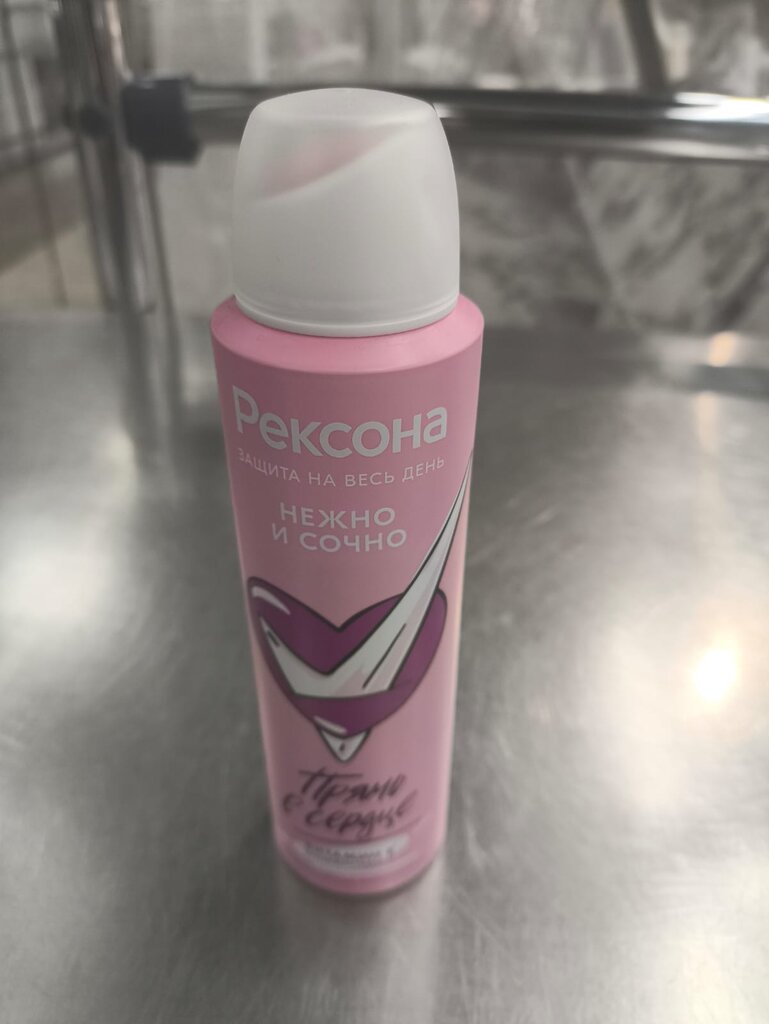 Рексона
ЗАЩИТА НА ВЕСЬ ДЕНЬ
НЕЖНО
И СОЧНО
Прямо
в сердце